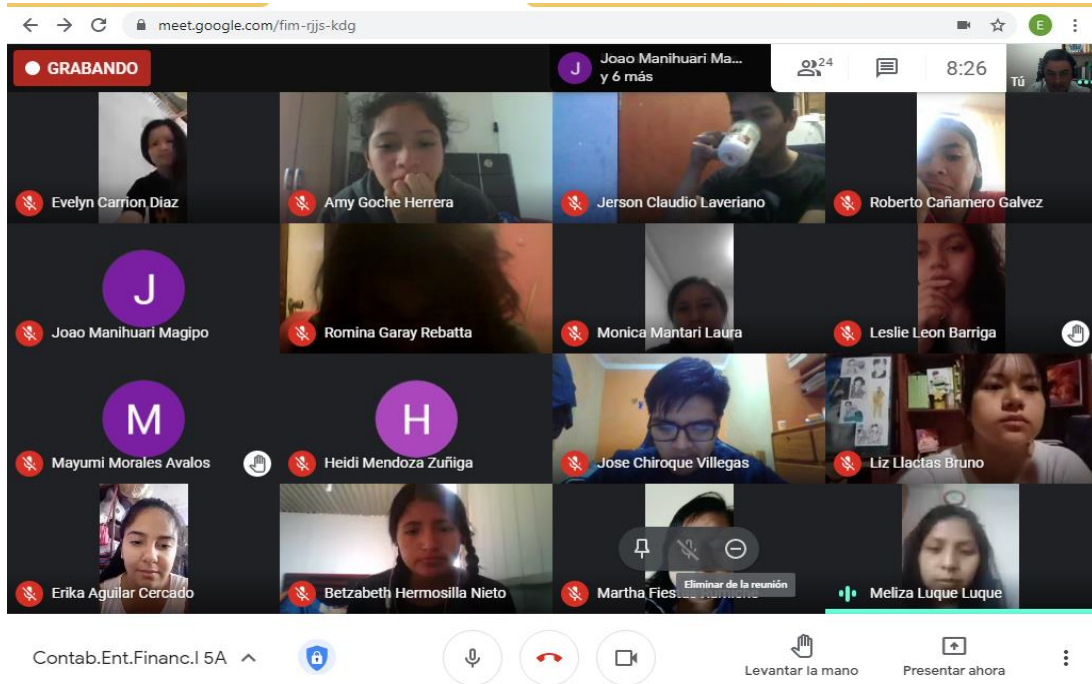 meet.google.com/fim-rjjs-kdg
E
GRABANDO
J
Joao Manihuari Ma...
y 6 más
24
8:26
Tú
Evelyn Carrion Diaz
Amy Goche Herrera
Jerson Claudio Laveriano
Roberto Cañamero Galvez
J
Joao Manihuari Magipo
Romina Garay Rebatta
Monica Mantari Laura
Leslie Leon Barriga
M
Mayumi Morales Avalos
H
Heidi Mendoza Zuñiga
Jose Chiroque Villegas
Liz Llactas Bruno
Eliminar de la reunión
Erika Aguilar Cercado
Betzabeth Hermosilla Nieto
Martha
Meliza Luque Luque
Contab.Ent.Financ.I 5A
Levantar la mano
Presentar ahora